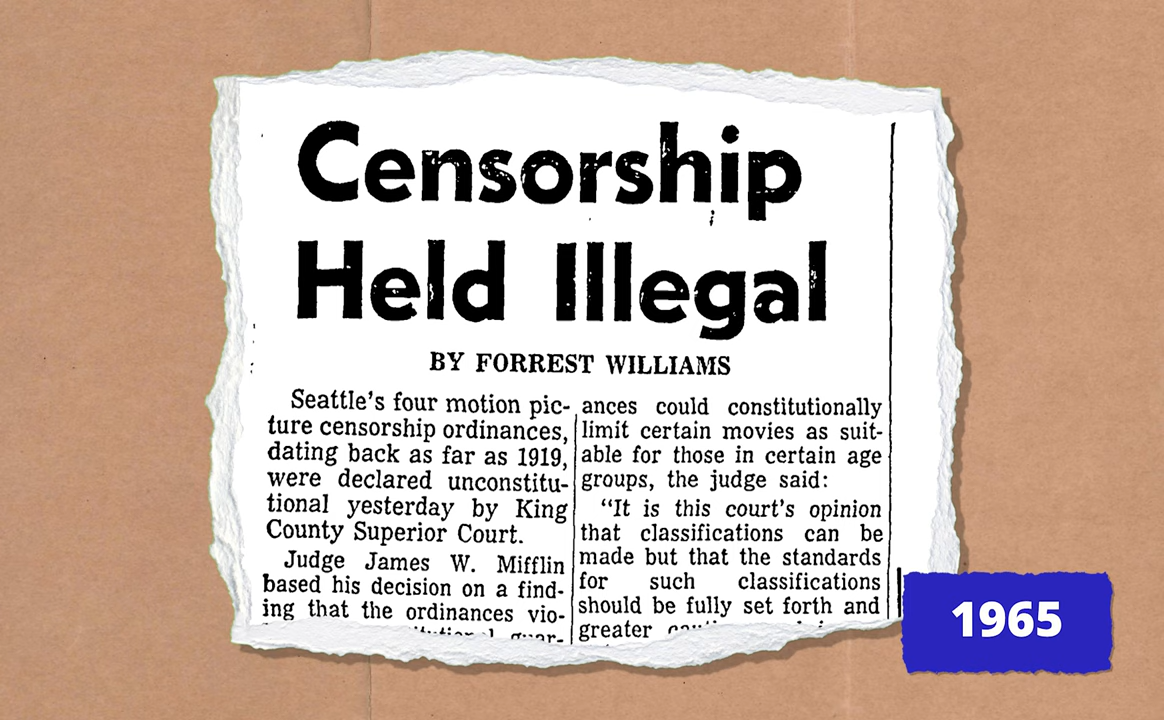 Censorship
Held Illegal
BY FORREST WILLIAMS
Seattle's four motion pic-
ture censorship ordinances,
dating back as far as 1919,
were declared unconstitu-
tional yesterday by King
County Superior Court.
Judge James W. Mifflin
based his decision on a find-
ing that the ordinances vio-
ances could constitutionally
limit certain movies as suit-
able for those in certain age
groups, the judge said:
"It is this court's opinion
that classifications can be
made but that the standards
for such classifications
should be fully set forth and
greater
1965